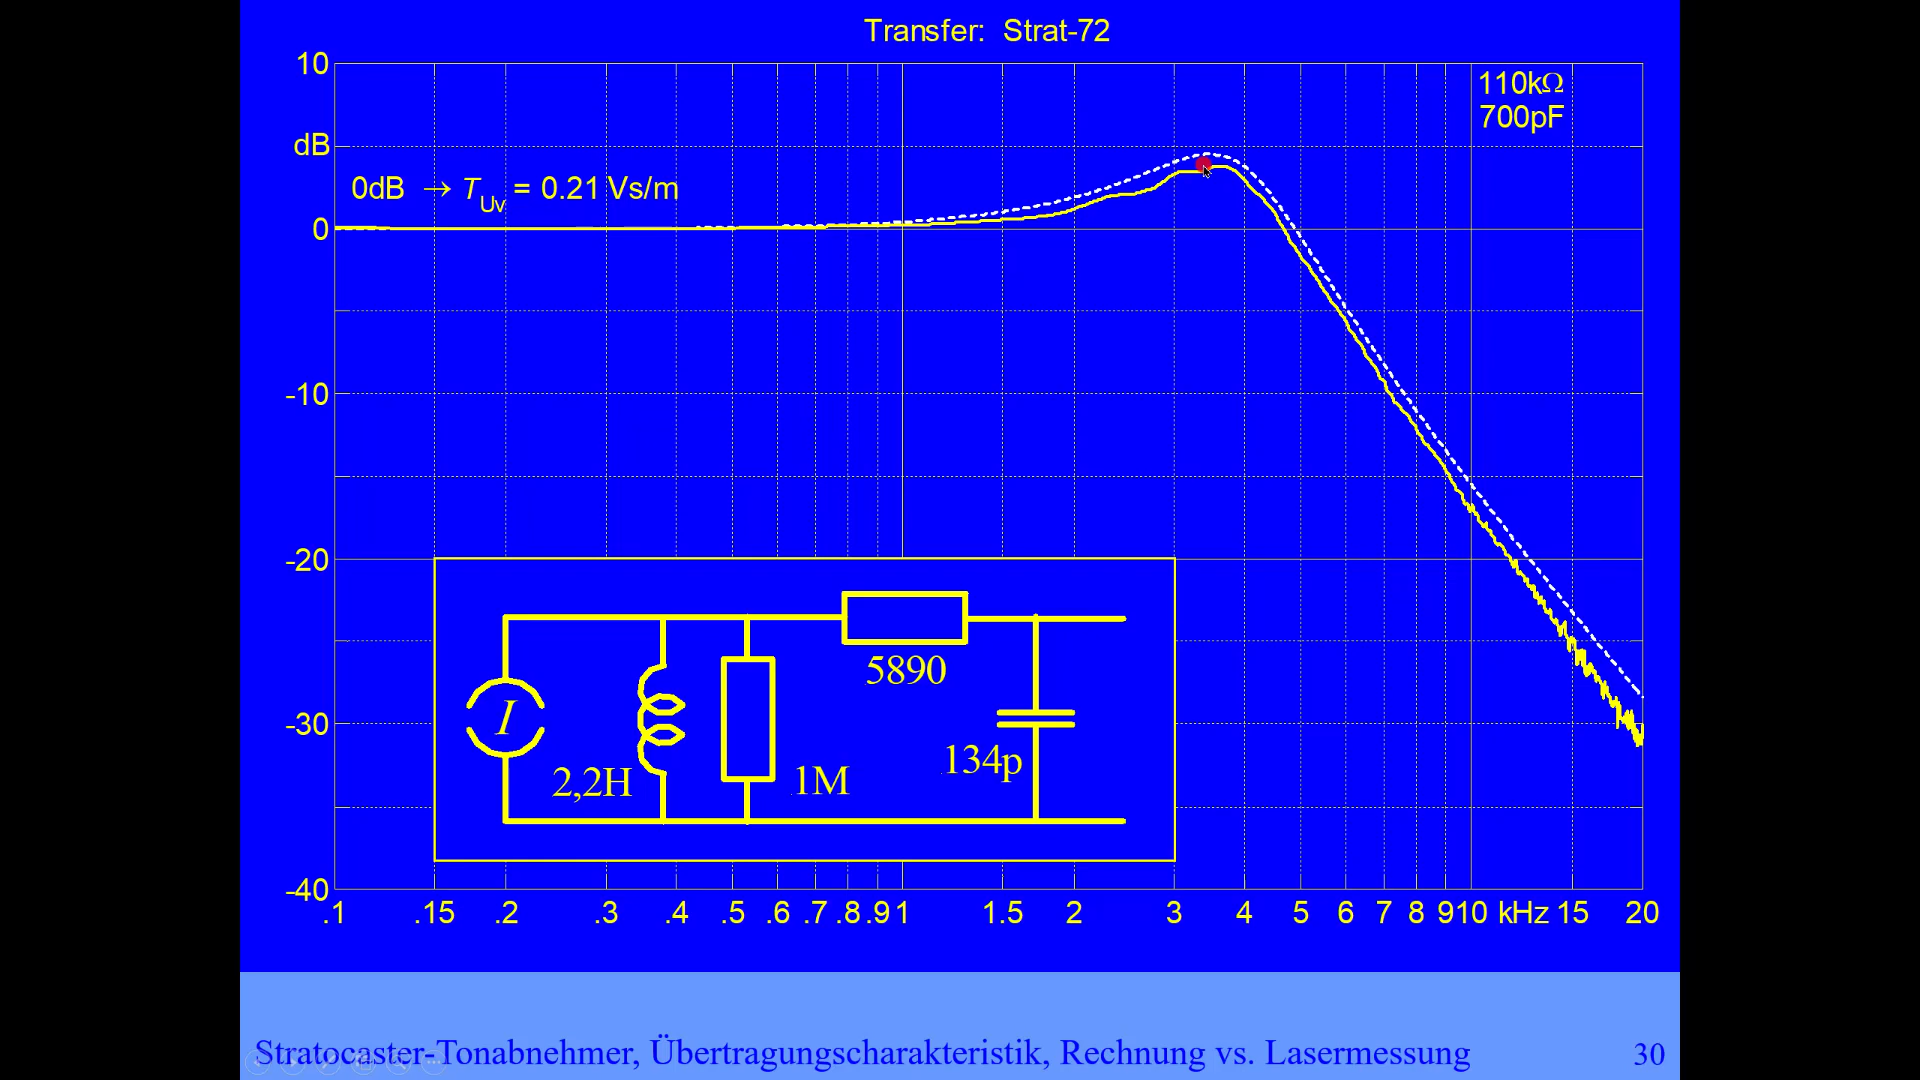 Transfer: Strat-72
10
110kΩ
700pF
dB
0dB → T_Uv = 0.21 Vs/m
0
-10
-20
5890
I
2,2H
1M
134p
-30
-40
.1 .15 .2 .3 .4 .5 .6 .7 .8 .9 1 1.5 2 3 4 5 6 7 8 9 10 kHz 15 20
Stratocaster-Tonabnehmer, Übertragungscharakteristik, Rechnung vs. Lasermessung 30